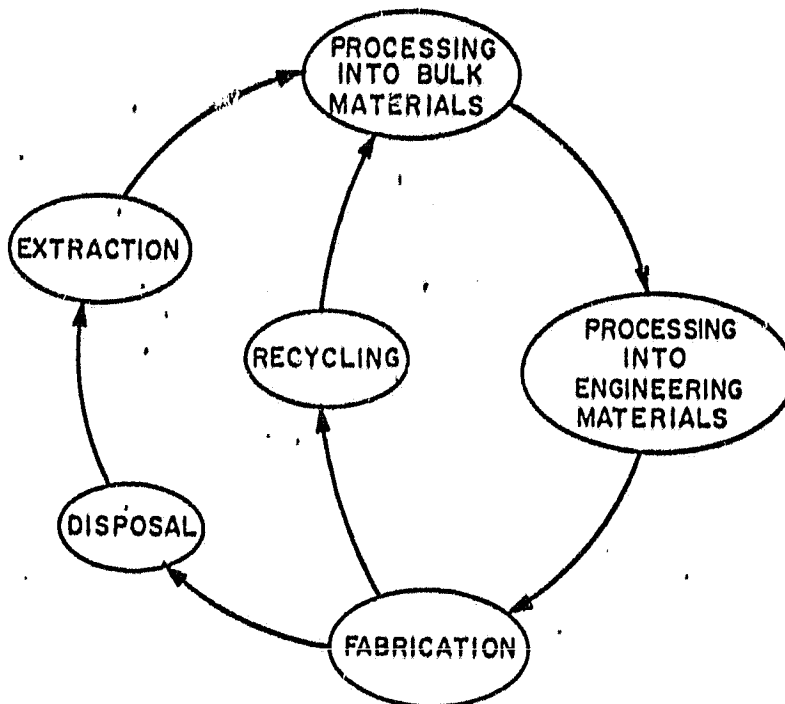 PROCESSING
INTO BULK
MATERIALS
EXTRACTION
RECYCLING
PROCESSING
INTO
ENGINEERING
MATERIALS
DISPOSAL
FABRICATION